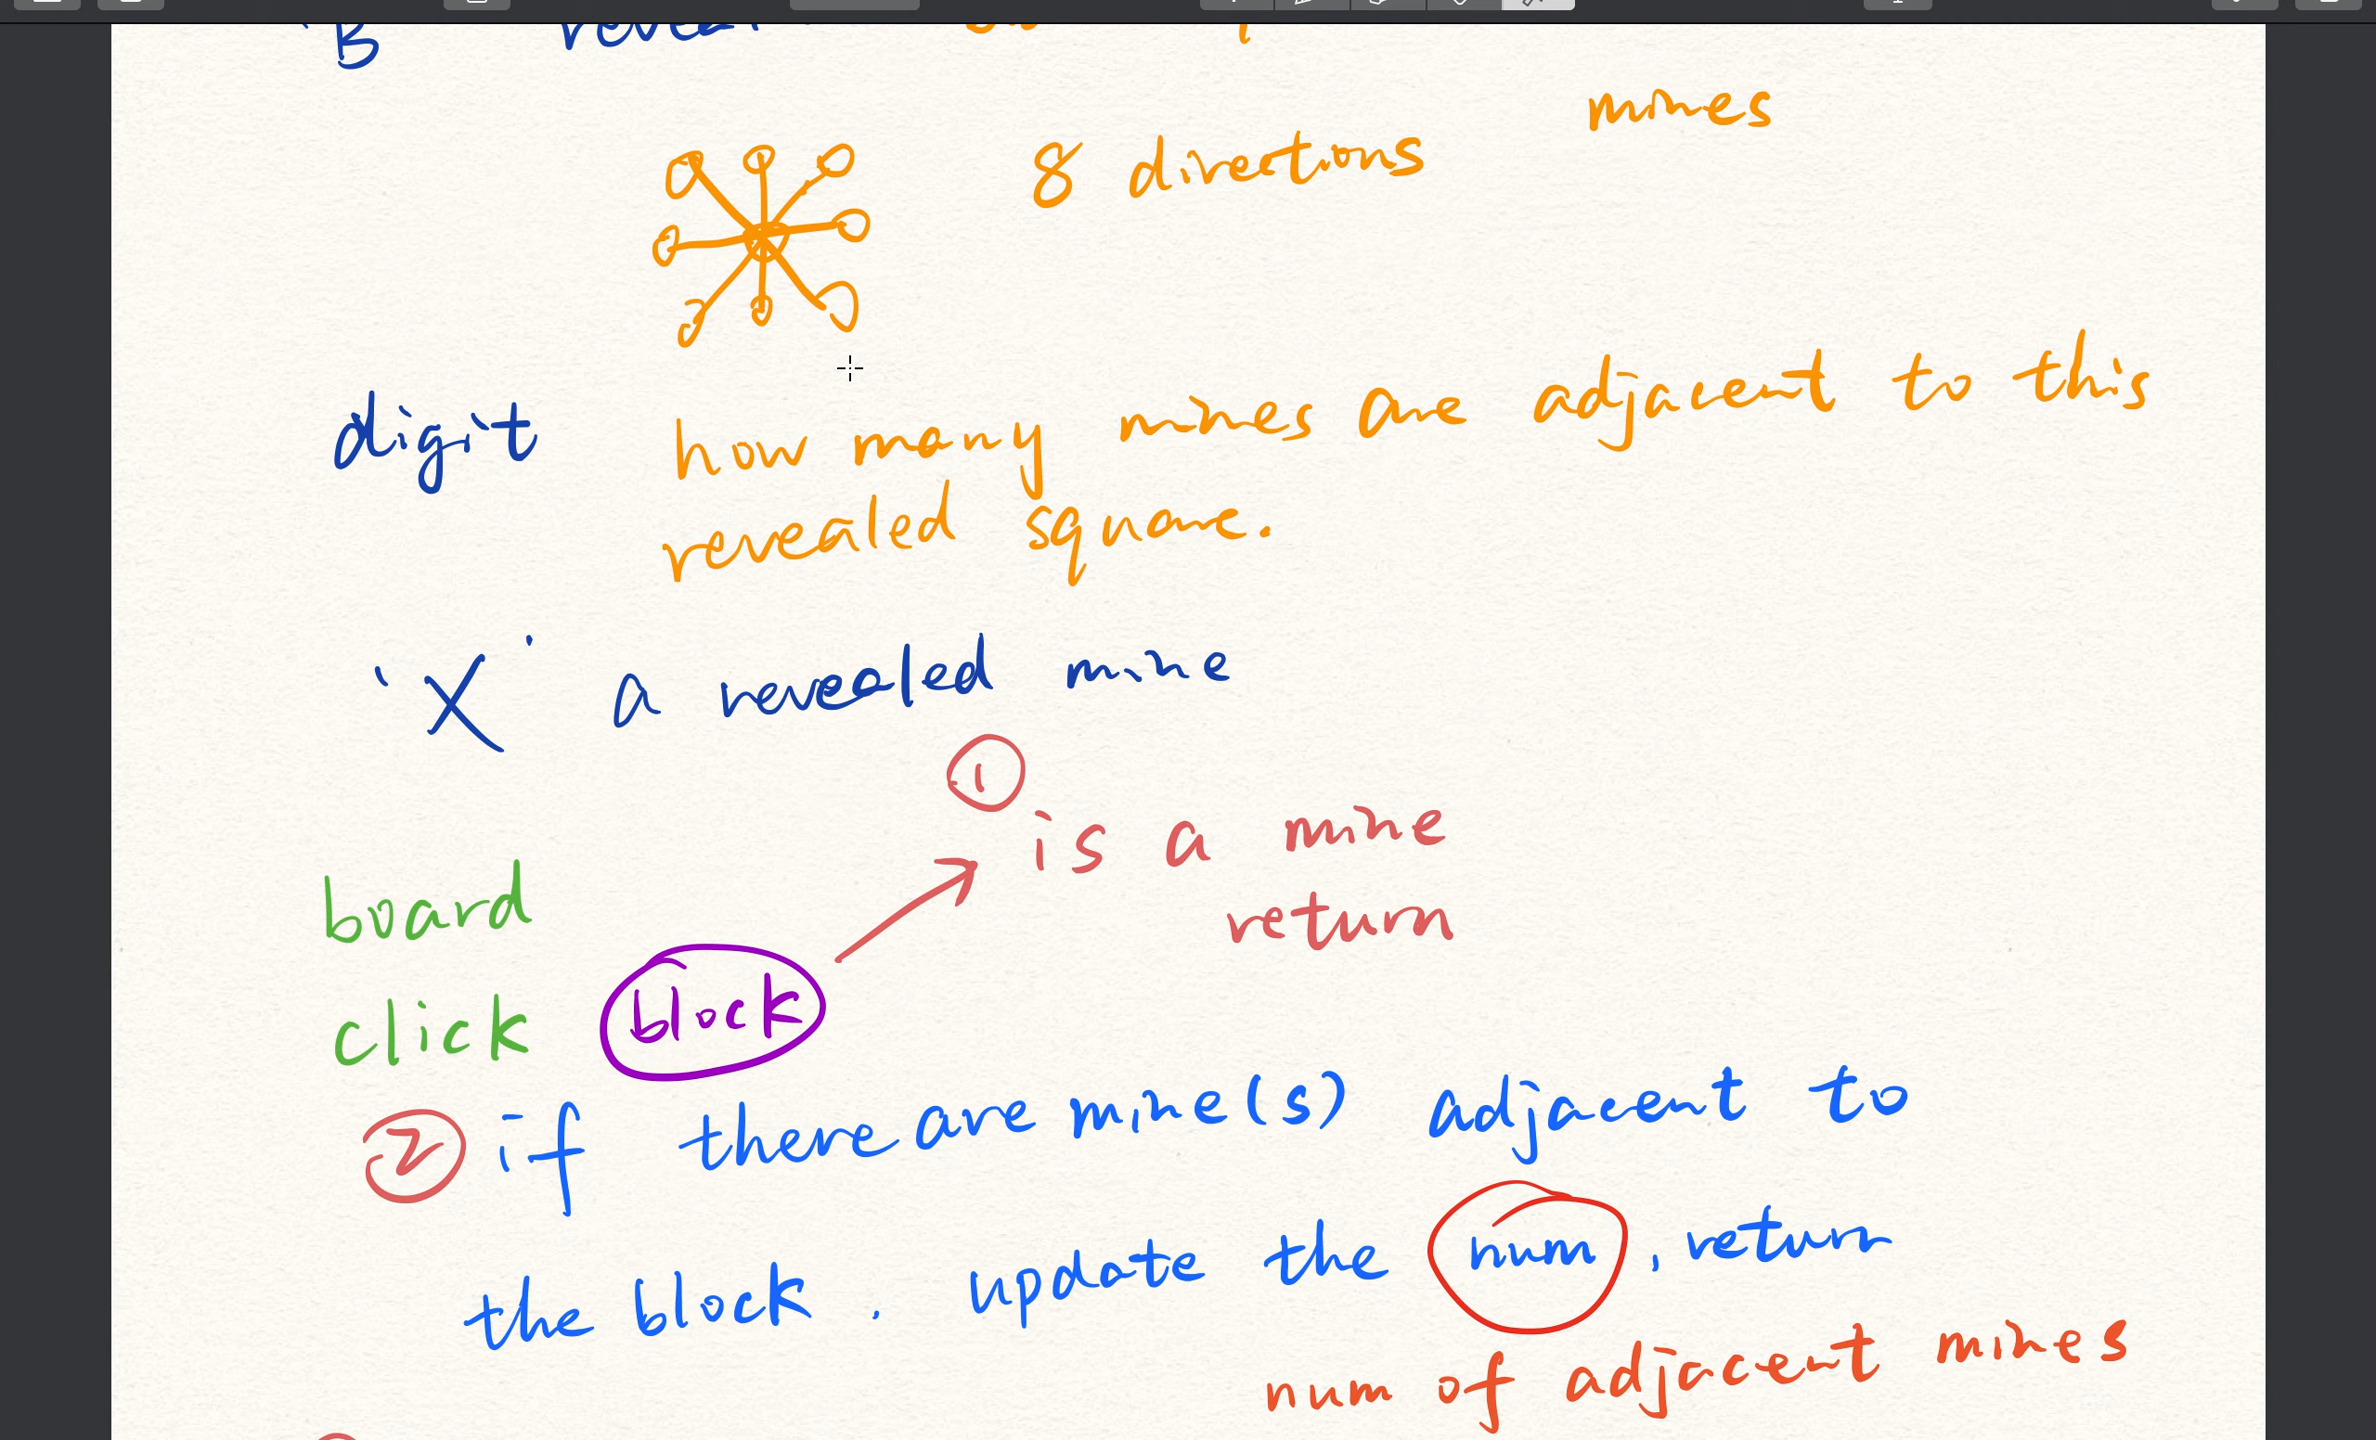 'B
mines
8 directions
digit how many mines are adjacent to this
revealed square.
'X' a revealed mine
①
is a mine
return
board
click block
② if there are mine(s) adjacent to
the block, update the num, return
num of adjacent mines